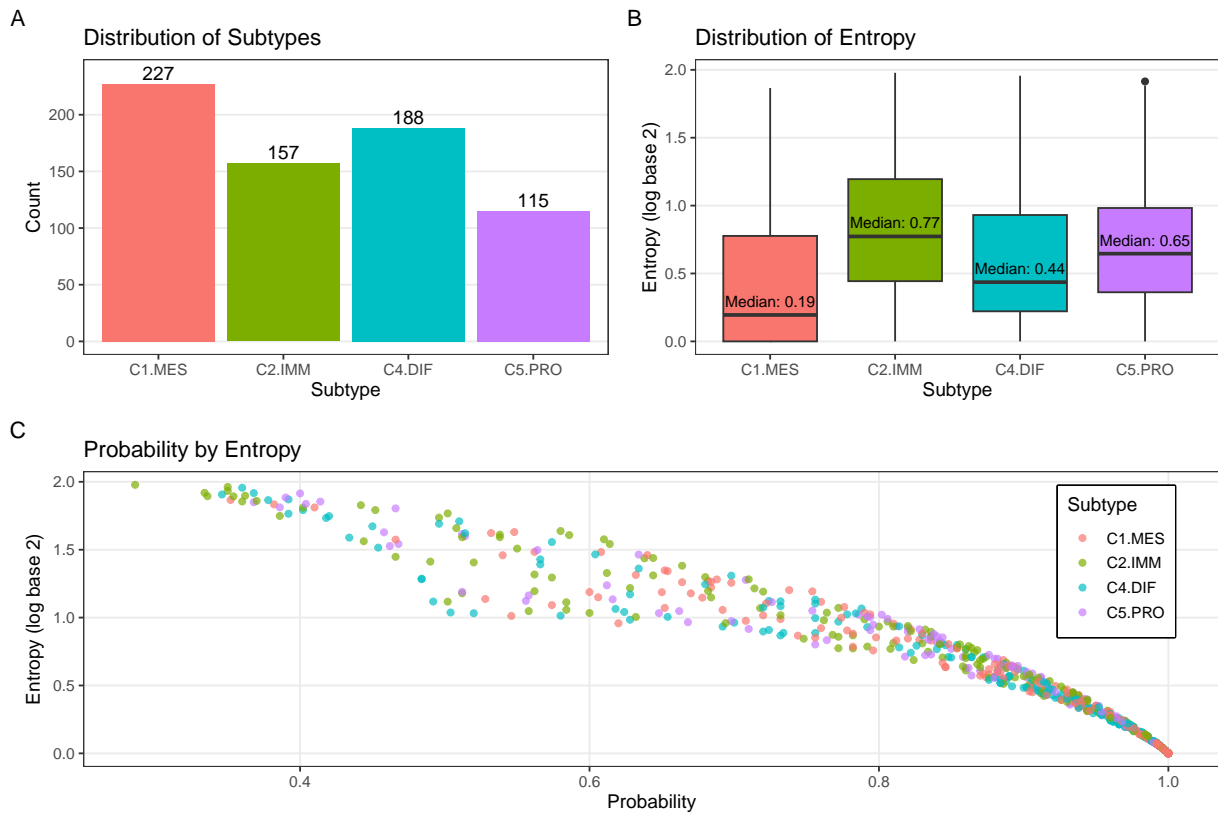 A
Distribution of Subtypes
227
157
188
115
200
150
100
50
0
Count
C1.MES
C2.IMM
C4.DIF
C5.PRO
Subtype
B
Distribution of Entropy
2.0
1.5
1.0
0.5
0.0
Entropy (log base 2)
Median: 0.19
Median: 0.77
Median: 0.44
Median: 0.65
C1.MES
C2.IMM
C4.DIF
C5.PRO
Subtype
C
Probability by Entropy
2.0
1.5
1.0
0.5
0.0
Entropy (log base 2)
Subtype
C1.MES
C2.IMM
C4.DIF
C5.PRO
0.4
0.6
0.8
1.0
Probability